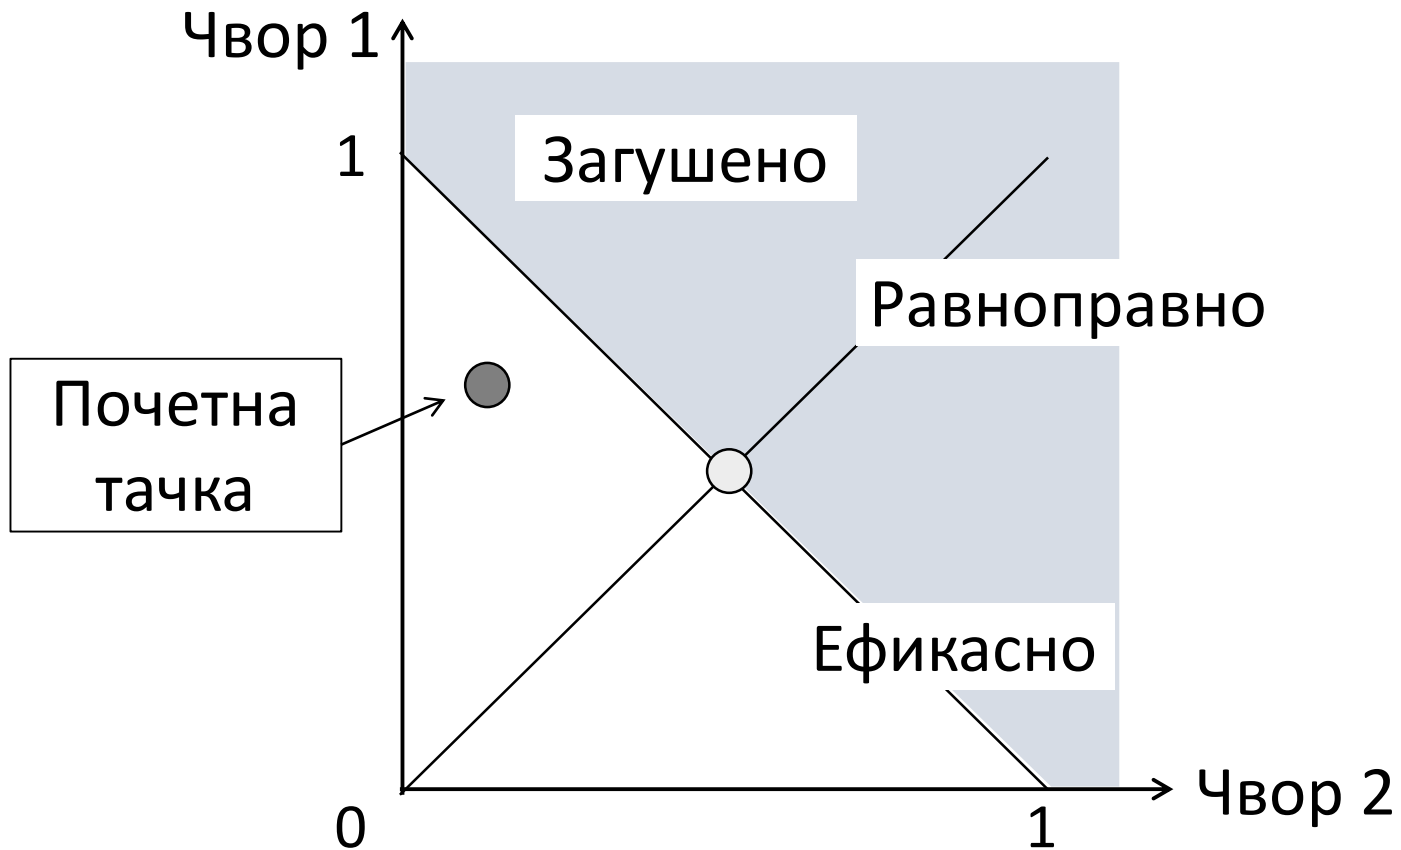 Чвор 1
1
Загушено
Равноправно
Почетна
тачка
Ефикасно
Чвор 2
0
1